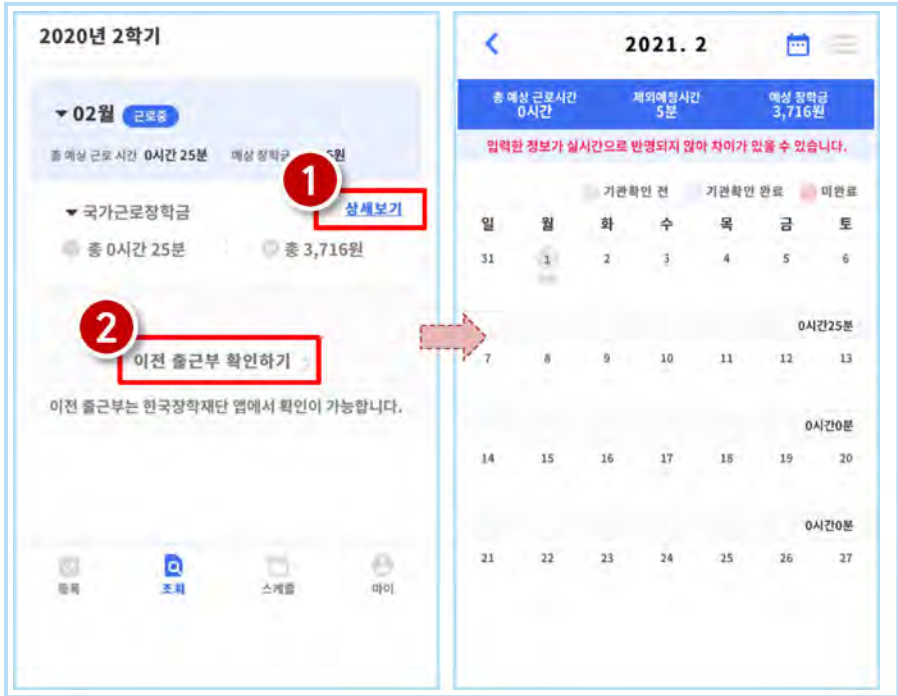 2020년 2학기
02월 근로중
총 예상 근로 시간 0시간 25분 예상 장학금 원
1
국가근로장학금 상세보기
총 0시간 25분 총 3,716원
2
이전 출근부 확인하기
이전 출근부는 한국장학재단 앱에서 확인이 가능합니다.
등록 조회 스케줄 마이
2021. 2
총 예상 근로시간 제외예정시간 예상 장학금
0시간 5분 3,716원
입력한 정보가 실시간으로 반영되지 않아 차이가 있을 수 있습니다.
기관확인 전 기관확인 완료 미완료
일 월 화 수 목 금 토
31 1 2 3 4 5 6
0시간25분
7 8 9 10 11 12 13
0시간0분
14 15 16 17 18 19 20
0시간0분
21 22 23 24 25 26 27